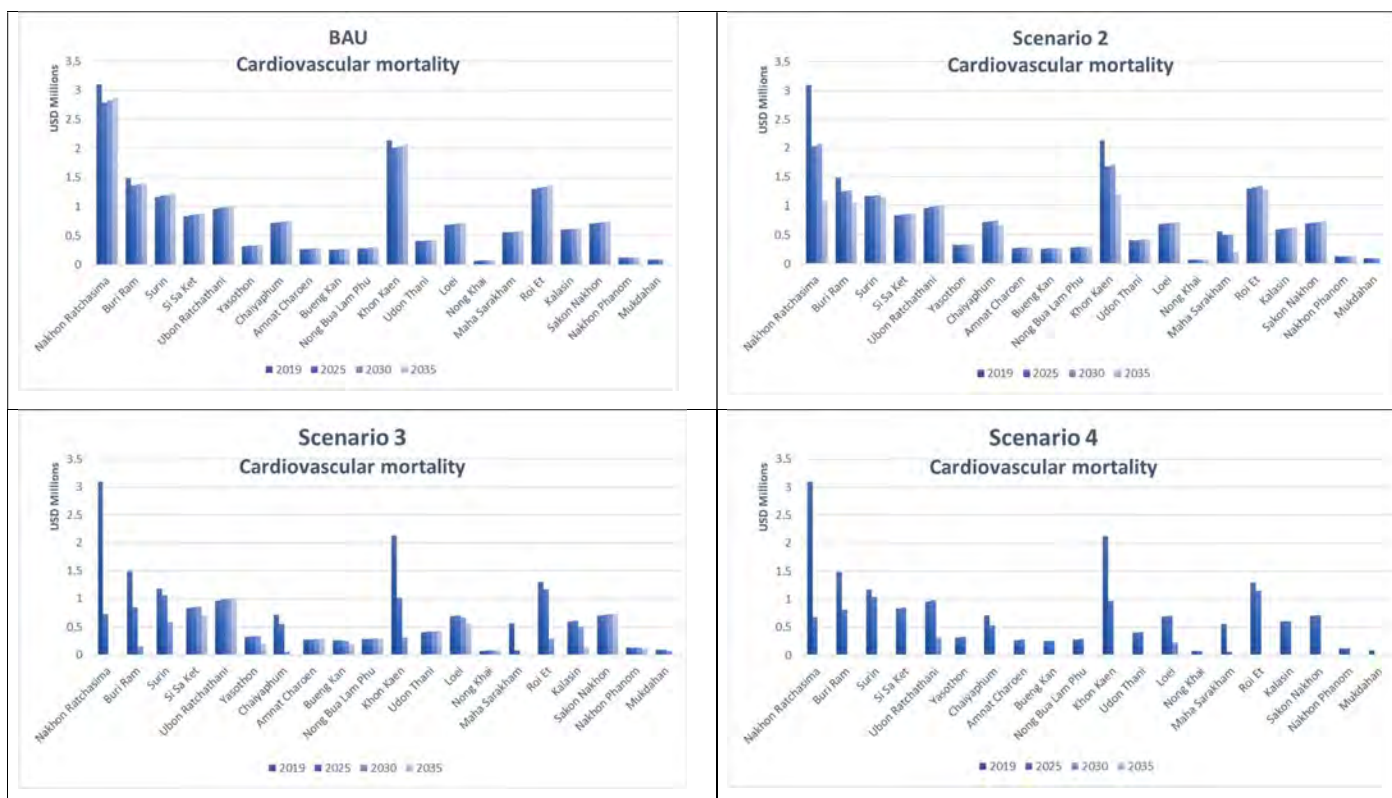 BAU
Cardiovascular mortality
USD Millions
3.5
3
2.5
2
1.5
1
0.5
0
Nakhon Ratchasima
Buri Ram
Surin
Si Sa Ket
Ubon Ratchathani
Yasothon
Chaiyaphum
Amnat Charoen
Bueng Kan
Nong Bua Lam Phu
Khon Kaen
Udon Thani
Loei
Nong Khai
Maha Sarakham
Roi Et
Kalasin
Sakon Nakhon
Nakhon Phanom
Mukdahan
2019 2025 2030 2035
Scenario 2
Cardiovascular mortality
USD Millions
3.5
3
2.5
2
1.5
1
0.5
0
Nakhon Ratchasima
Buri Ram
Surin
Si Sa Ket
Ubon Ratchathani
Yasothon
Chaiyaphum
Amnat Charoen
Bueng Kan
Nong Bua Lam Phu
Khon Kaen
Udon Thani
Loei
Nong Khai
Maha Sarakham
Roi Et
Kalasin
Sakon Nakhon
Nakhon Phanom
Mukdahan
2019 2025 2030 2035
Scenario 3
Cardiovascular mortality
USD Millions
3.5
3
2.5
2
1.5
1
0.5
0
Nakhon Ratchasima
Buri Ram
Surin
Si Sa Ket
Ubon Ratchathani
Yasothon
Chaiyaphum
Amnat Charoen
Bueng Kan
Nong Bua Lam Phu
Khon Kaen
Udon Thani
Loei
Nong Khai
Maha Sarakham
Roi Et
Kalasin
Sakon Nakhon
Nakhon Phanom
Mukdahan
2019 2025 2030 2035
Scenario 4
Cardiovascular mortality
USD Millions
3.5
3
2.5
2
1.5
1
0.5
0
Nakhon Ratchasima
Buri Ram
Surin
Si Sa Ket
Ubon Ratchathani
Yasothon
Chaiyaphum
Amnat Charoen
Bueng Kan
Nong Bua Lam Phu
Khon Kaen
Udon Thani
Loei
Nong Khai
Maha Sarakham
Roi Et
Kalasin
Sakon Nakhon
Nakhon Phanom
Mukdahan
2019 2025 2030 2035